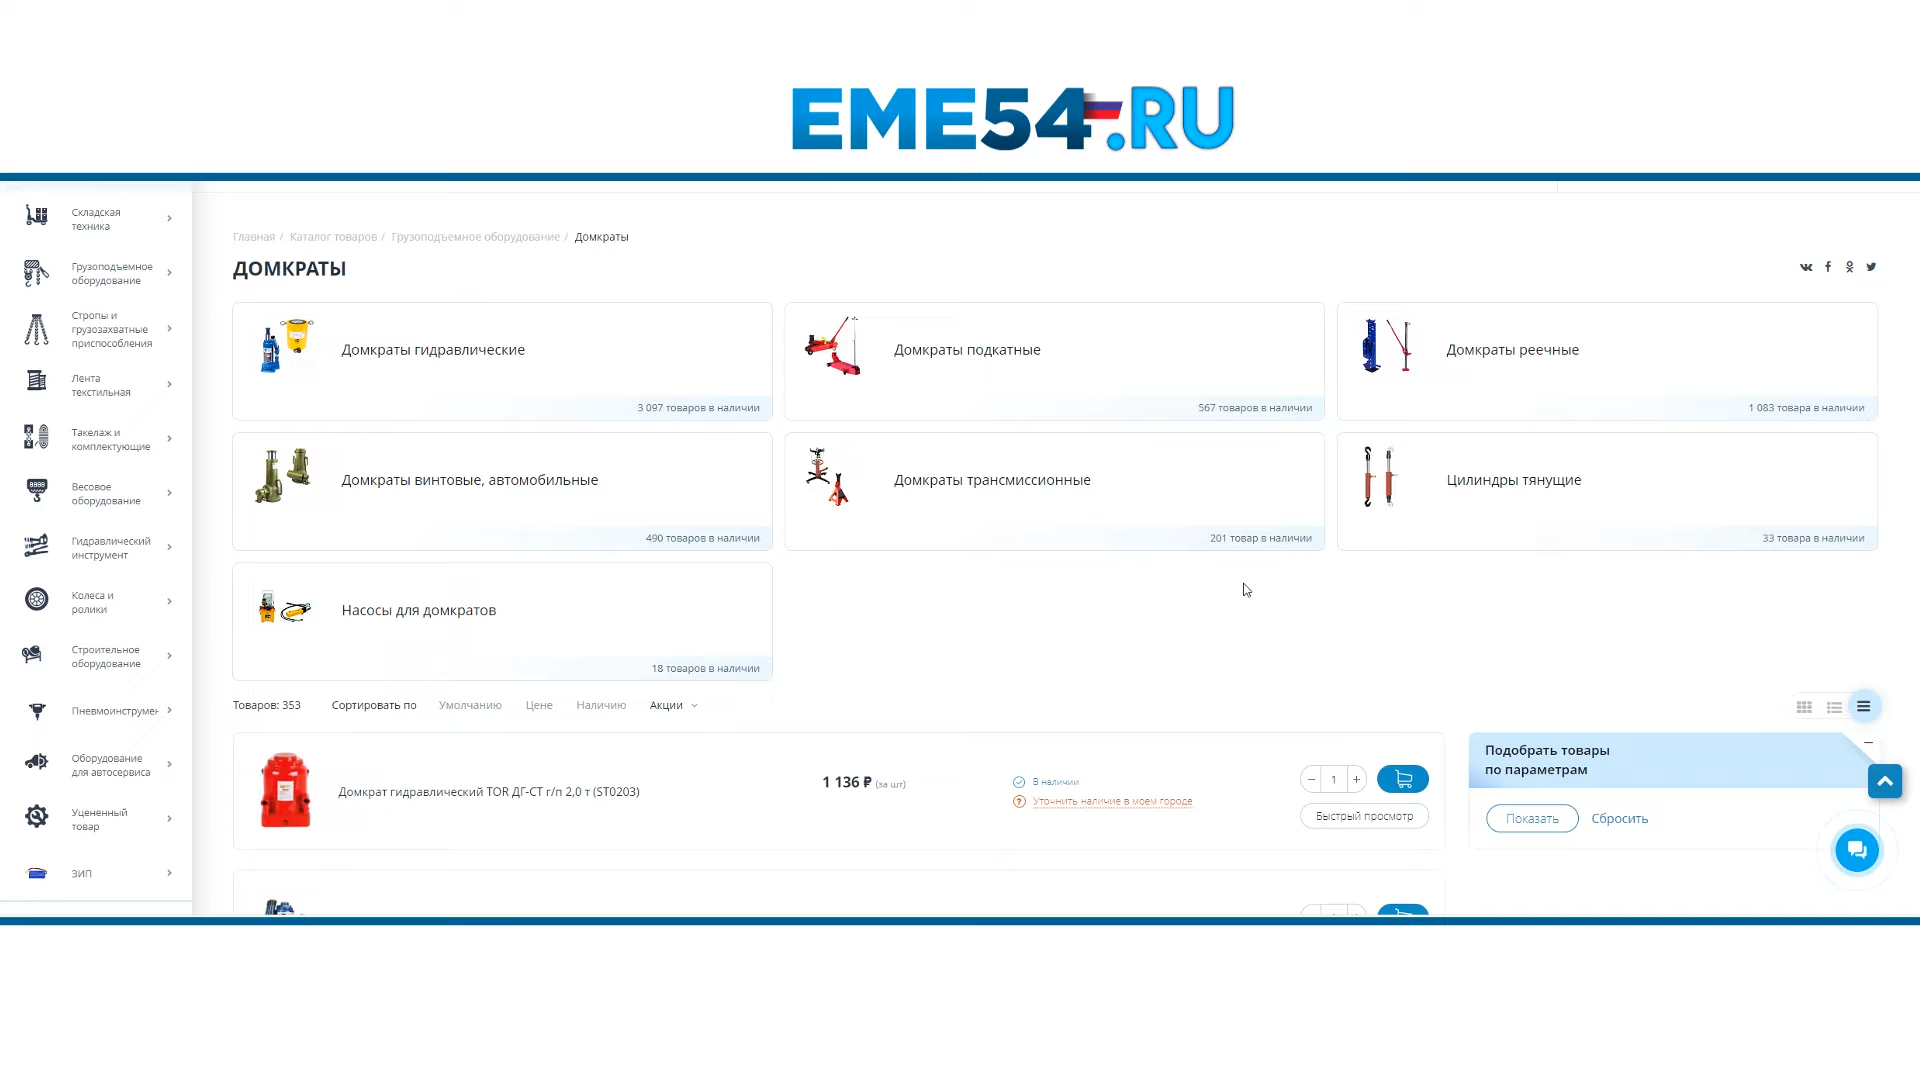 EME54.RU
Складская
техника
Грузоподъемное
оборудование
Стропы и
грузозахватные
приспособления
Лента
текстильная
Такелаж и
комплектующие
Весовое
оборудование
Гидравлический
инструмент
Колеса и
ролики
Строительное
оборудование
Пневмоинструмен
Оборудование
для автосервиса
Уцененный
товар
ЗИП
Главная / Каталог товаров / Грузоподъемное оборудование / Домкраты
ДОМКРАТЫ
Домкраты гидравлические
3 097 товаров в наличии
Домкраты подкатные
567 товаров в наличии
Домкраты реечные
1 083 товара в наличии
Домкраты винтовые, автомобильные
490 товаров в наличии
Домкраты трансмиссионные
201 товар в наличии
Цилиндры тянущие
33 товара в наличии
Насосы для домкратов
18 товаров в наличии
Товаров: 353 Сортировать по Умолчанию Цене Наличию Акции
Домкрат гидравлический TOR ДГ-СТ г/п 2,0 т (ST0203)
1 136 ₽ (за шт)
В наличии
Уточнить наличие в моем городе
− 1 +
Быстрый просмотр
Подобрать товары
по параметрам
Показать Сбросить